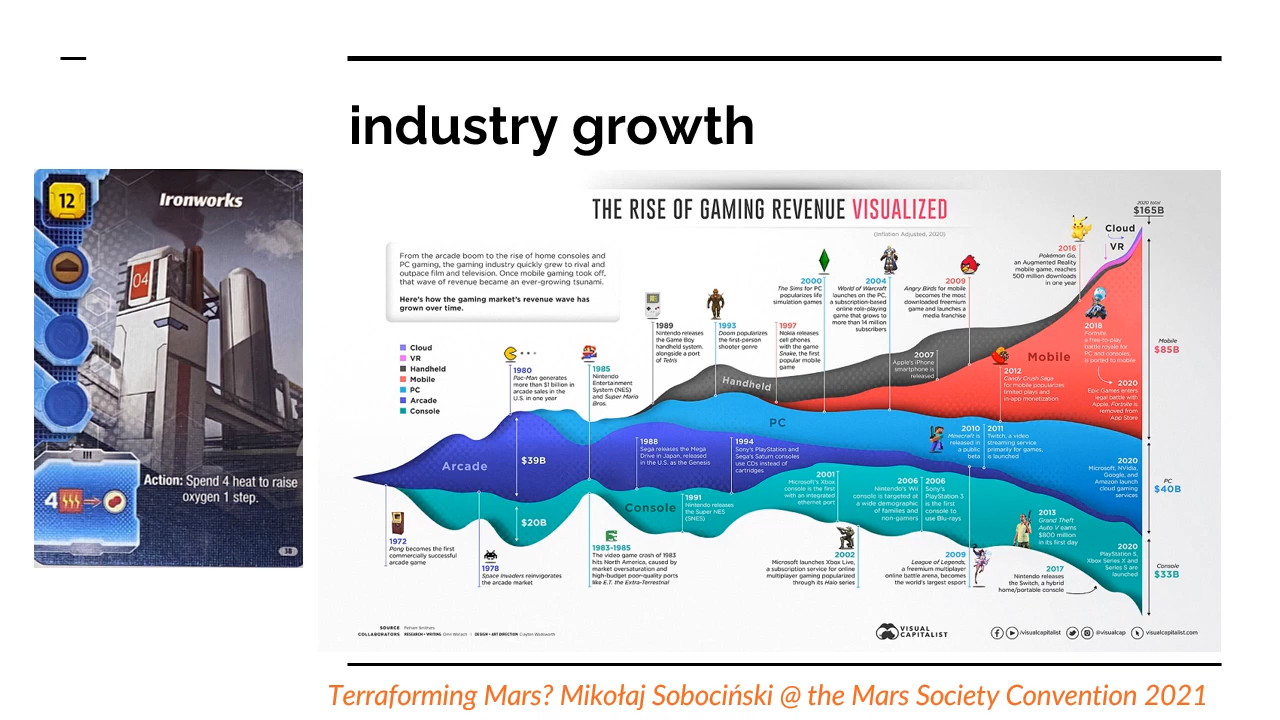 industry growth
12
Ironworks
04
III
4
Action: Spend 4 heat to raise
oxygen 1 step.
38
THE RISE OF GAMING REVENUE VISUALIZED
(Inflation Adjusted, 2020)
From the arcade boom to the rise of home consoles and
PC gaming, the gaming industry quickly grew to rival and
outpace film and television. Once mobile gaming took off,
that wave of revenue became an ever-growing tsunami.
Here's how the gaming market's revenue wave has
grown over time.
Cloud
VR
Handheld
Mobile
PC
Arcade
Console
1972
Pong becomes the first
commercially successful
arcade game
1978
Space Invaders reinvigorates
the arcade market
1980
Pac-Man generates
more than $1 billion in
arcade sales in the
U.S. in one year
1985
Nintendo
Entertainment
System (NES)
and Super Mario
Bros.
1983-1985
The video game crash of 1983
hits North America, caused by
market oversaturation and
high-budget poor-quality ports
like E.T. the Extra-Terrestrial
1989
Nintendo releases
the Game Boy
handheld system,
alongside a port
of Tetris
1988
Sega releases the Mega
Drive in Japan, released
in the U.S. as the Genesis
1991
Nintendo releases
the Super NES
(SNES)
1993
Doom popularizes
the first-person
shooter genre
1994
Sony's PlayStation and
Sega's Saturn consoles
use CDs instead of
cartridges
1997
Nokia releases
cell phones
with the game
Snake, the first
popular mobile
game
2000
The Sims for PC
popularizes life
simulation games
2001
Microsoft's Xbox
console is the first
with an integrated
ethernet port
2002
Microsoft launches Xbox Live,
a subscription service for online
multiplayer gaming popularized
through its Halo series
2004
World of Warcraft
launches on the PC,
a subscription-based
online role-playing
game that grows to
more than 14 million
subscribers
2006
Nintendo's Wii
console is targeted at
a wide demographic
of families and
non-gamers
2006
Sony's
PlayStation 3
is the first
console to
use Blu-rays
2007
Apple's iPhone
smartphone is
released
2009
Angry Birds for mobile
becomes the most
downloaded freemium
game and launches a
media franchise
2009
League of Legends,
a freemium multiplayer
online battle arena, becomes
the world's largest esport
2010
Minecraft is
released in
a public
beta
2011
Twitch, a video
streaming service
primarily for games,
is launched
2012
Candy Crush Saga
for mobile popularizes
limited plays and
in-app monetization
2013
Grand Theft
Auto V earns
$800 million
in its first day
2016
Pokémon Go,
an Augmented Reality
mobile game, reaches
500 million downloads
in one year
2017
Nintendo releases
the Switch, a hybrid
home/portable console
2018
Fortnite,
a free-to-play
battle royale for
PC and consoles,
is ported to mobile
2020
Epic Games enters
legal battle with
Apple. Fortnite is
removed from
App Store
2020
Microsoft, NVidia,
Google, and
Amazon launch
cloud gaming
services
2020
PlayStation 5,
Xbox Series X and
Series S are
launched
Arcade
$39B
$20B
Console
Handheld
PC
Mobile
Cloud
VR
2020 total
$165B
Mobile
$85B
PC
$40B
Console
$33B
SOURCE Pelham Smithers
COLLABORATORS RESEARCH + WRITING Omri Wallach | DESIGN + ART DIRECTION Clayton Wadsworth
VISUAL
CAPITALIST
/visualcapitalist
@visualcap
visualcapitalist.com
Terraforming Mars? Mikołaj Sobociński @ the Mars Society Convention 2021